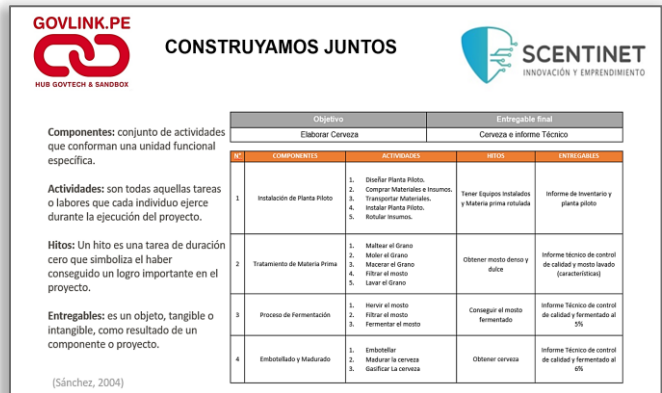 GOVLINK.PE
HUB GOVTECH & SANDBOX
CONSTRUYAMOS JUNTOS
SCENTINET
INNOVACIÓN Y EMPRENDIMIENTO
Componentes: conjunto de actividades
que conforman una unidad funcional
específica.
Actividades: son todas aquellas tareas
o labores que cada individuo ejerce
durante la ejecución del proyecto.
Hitos: Un hito es una tarea de duración
cero que simboliza el haber
conseguido un logro importante en el
proyecto.
Entregables: es un objeto, tangible o
intangible, como resultado de un
componente o proyecto.
(Sánchez, 2004)
Objetivo Entregable final
Elaborar Cerveza Cerveza e informe Técnico
N° COMPONENTES ACTIVIDADES HITOS ENTREGABLES
1 Instalación de Planta Piloto
1. Diseñar Planta Piloto.
2. Comprar Materiales e Insumos.
3. Transportar Materiales.
4. Instalar Planta Piloto.
5. Rotular Insumos.
Tener Equipos Instalados
y Materia prima rotulada
Informe de Inventario y
planta piloto
2 Tratamiento de Materia Prima
1. Maltear el Grano
2. Moler el Grano
3. Macerar el Grano
4. Filtrar el mosto
5. Lavar el Grano
Obtener mosto denso y
dulce
Informe técnico de control
de calidad y mosto lavado
(características)
3 Proceso de Fermentación
1. Hervir el mosto
2. Filtrar el mosto
3. Fermentar el mosto
Conseguir el mosto
fermentado
Informe Técnico de control
de calidad y fermentado al
5%
4 Embotellado y Madurado
1. Embotellar
2. Madurar la cerveza
3. Gasificar La cerveza
Obtener cerveza
Informe Técnico de control
de calidad y fermentado al
6%